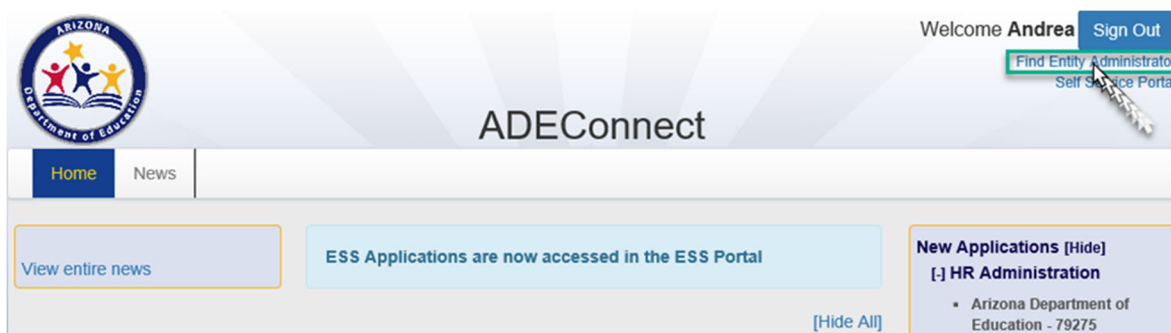 ARIZONA
Department of Education
Welcome Andrea
Sign Out
Find Entity Administrato
Self Service Porta
ADEConnect
Home
News
View entire news
ESS Applications are now accessed in the ESS Portal
[Hide All]
New Applications [Hide]
[-] HR Administration
Arizona Department of
Education - 79275